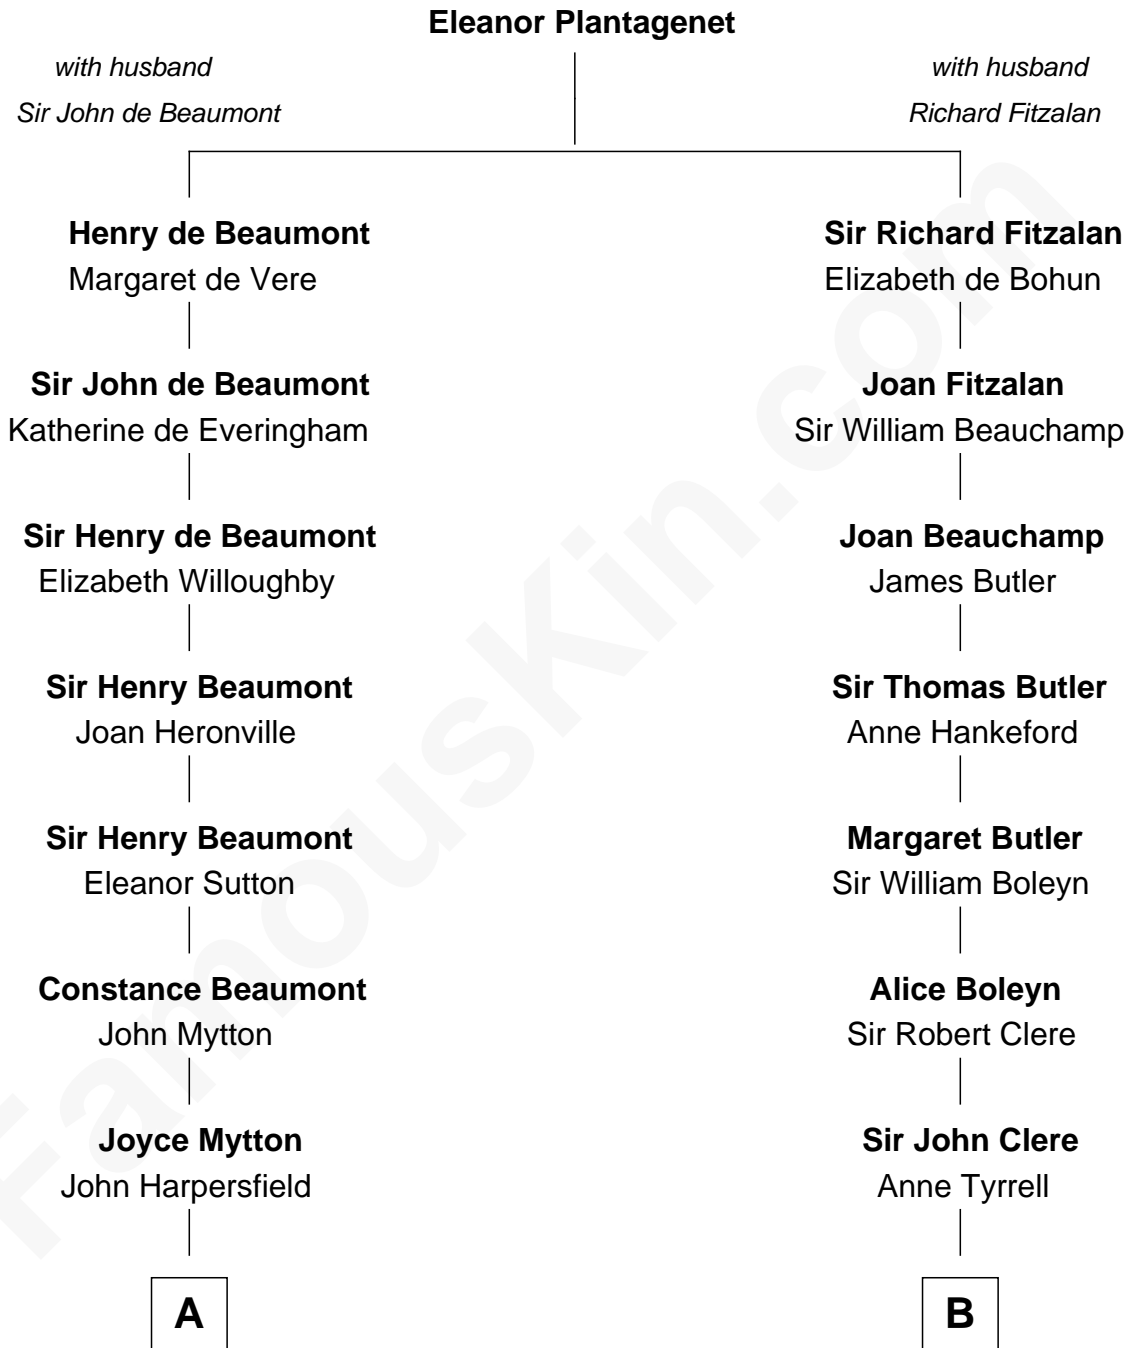 Eleanor Plantagenet
with husband
Sir John de Beaumont
with husband
Richard Fitzalan
Henry de Beaumont
Margaret de Vere
Sir Richard Fitzalan
Elizabeth de Bohun
Sir John de Beaumont
Katherine de Everingham
Joan Fitzalan
Sir William Beauchamp
Sir Henry de Beaumont
Elizabeth Willoughby
Joan Beauchamp
James Butler
Sir Henry Beaumont
Joan Heronville
Sir Thomas Butler
Anne Hankeford
Sir Henry Beaumont
Eleanor Sutton
Margaret Butler
Sir William Boleyn
Constance Beaumont
John Mytton
Alice Boleyn
Sir Robert Clere
Joyce Mytton
John Harpersfield
Sir John Clere
Anne Tyrrell
A
B
FamousKin.com